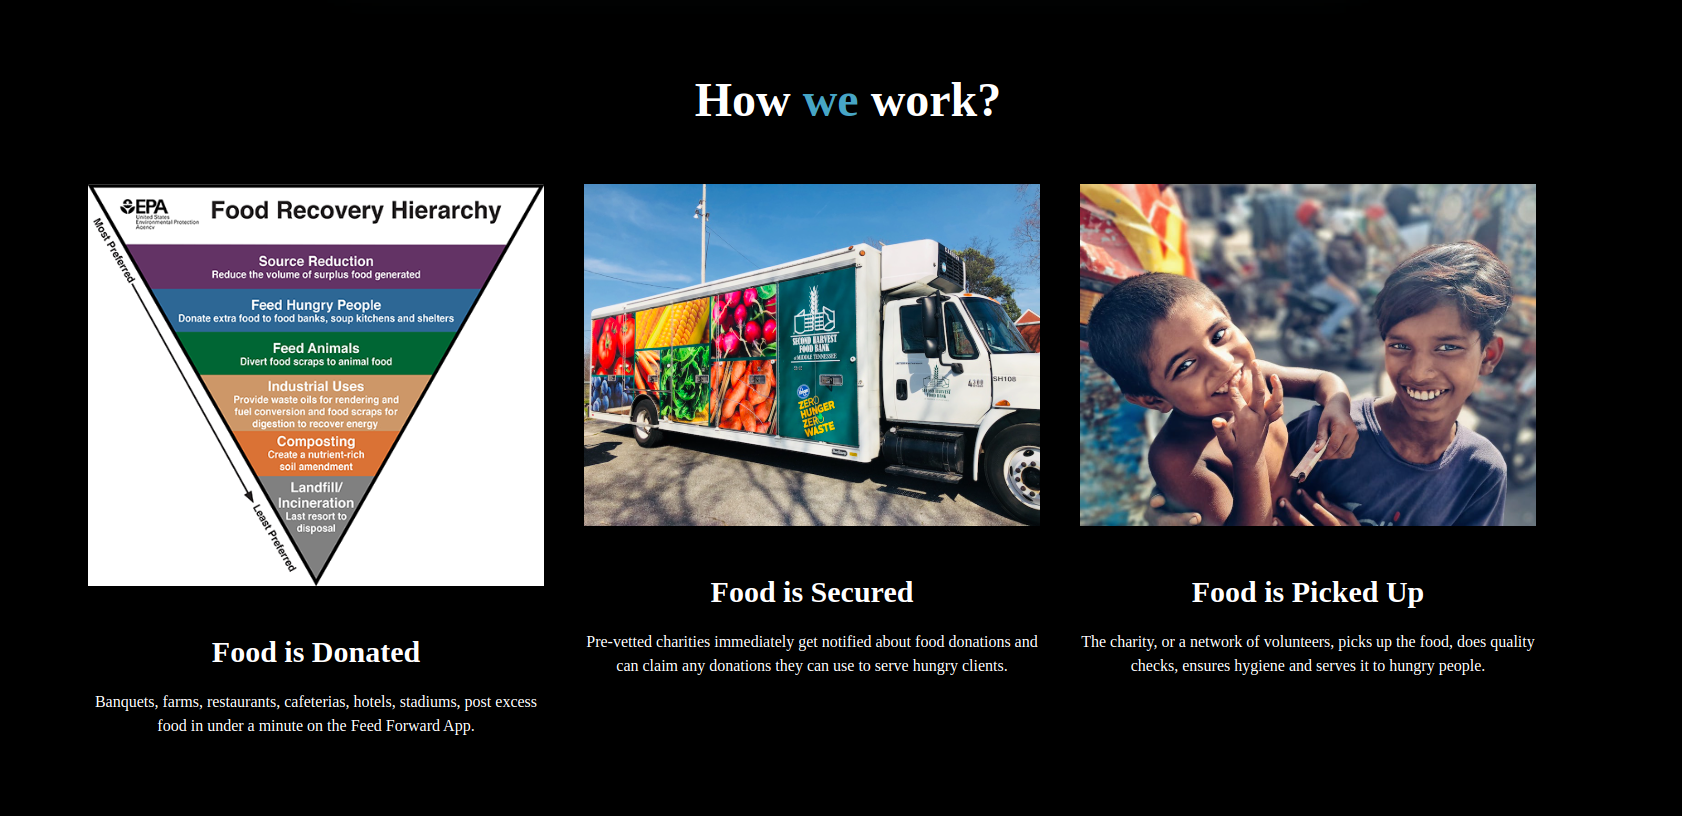 How we work?
EPA
United States
Environmental Protection
Agency
Food Recovery Hierarchy
Most Preferred
Source Reduction
Reduce the volume of surplus food generated
Feed Hungry People
Donate extra food to food banks, soup kitchens and shelters
Feed Animals
Divert food scraps to animal food
Industrial Uses
Provide waste oils for rendering and
fuel conversion and food scraps for
digestion to recover energy
Composting
Create a nutrient-rich
soil amendment
Landfill/
Incineration
Last resort to
disposal
Least Preferred
SECOND HARVEST
FOOD BANK
of MIDDLE TENNESSEE
ZERO
HUNGER
ZERO
WASTE
SH108
Food is Donated
Banquets, farms, restaurants, cafeterias, hotels, stadiums, post excess
food in under a minute on the Feed Forward App.
Food is Secured
Pre-vetted charities immediately get notified about food donations and
can claim any donations they can use to serve hungry clients.
Food is Picked Up
The charity, or a network of volunteers, picks up the food, does quality
checks, ensures hygiene and serves it to hungry people.